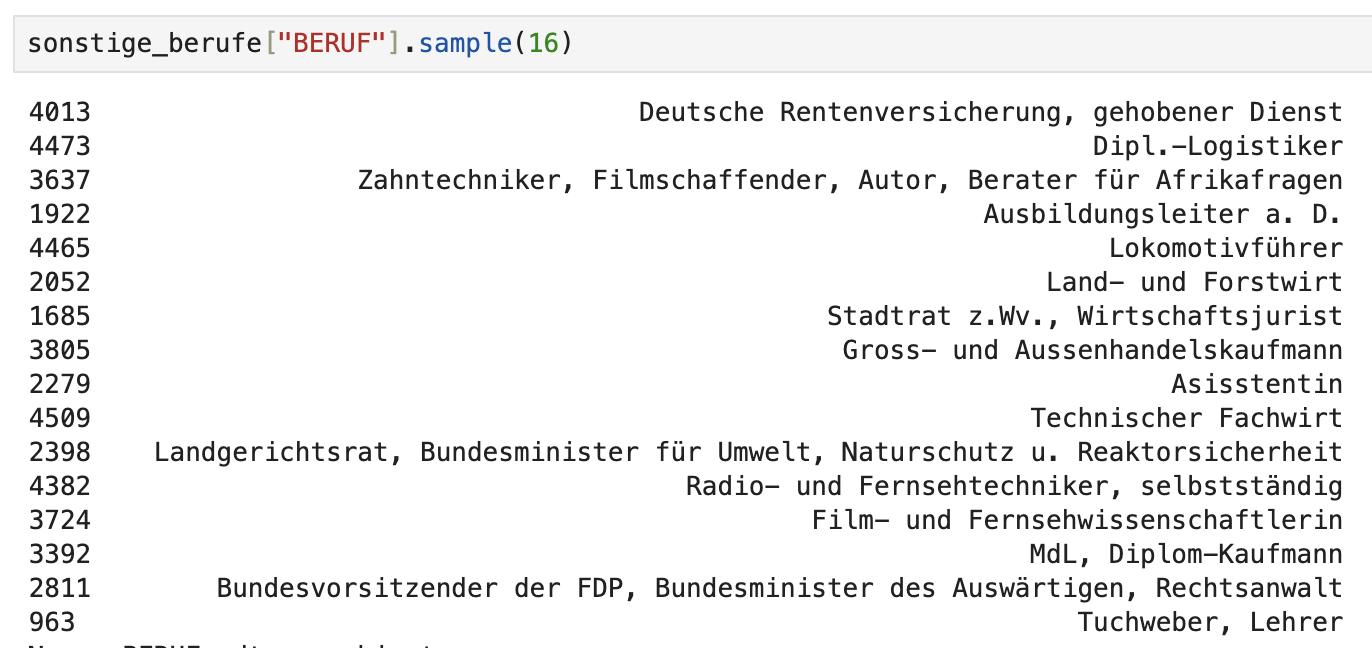 sonstige_berufe["BERUF"].sample(16)
4013 Deutsche Rentenversicherung, gehobener Dienst
4473 Dipl.-Logistiker
3637 Zahntechniker, Filmschaffender, Autor, Berater für Afrikafragen
1922 Ausbildungsleiter a. D.
4465 Lokomotivführer
2052 Land- und Forstwirt
1685 Stadtrat z.Wv., Wirtschaftsjurist
3805 Gross- und Aussenhandelskaufmann
2279 Asisstentin
4509 Technischer Fachwirt
2398 Landgerichtsrat, Bundesminister für Umwelt, Naturschutz u. Reaktorsicherheit
4382 Radio- und Fernsehtechniker, selbstständig
3724 Film- und Fernsehwissenschaftlerin
3392 MdL, Diplom-Kaufmann
2811 Bundesvorsitzender der FDP, Bundesminister des Auswärtigen, Rechtsanwalt
963 Tuchweber, Lehrer